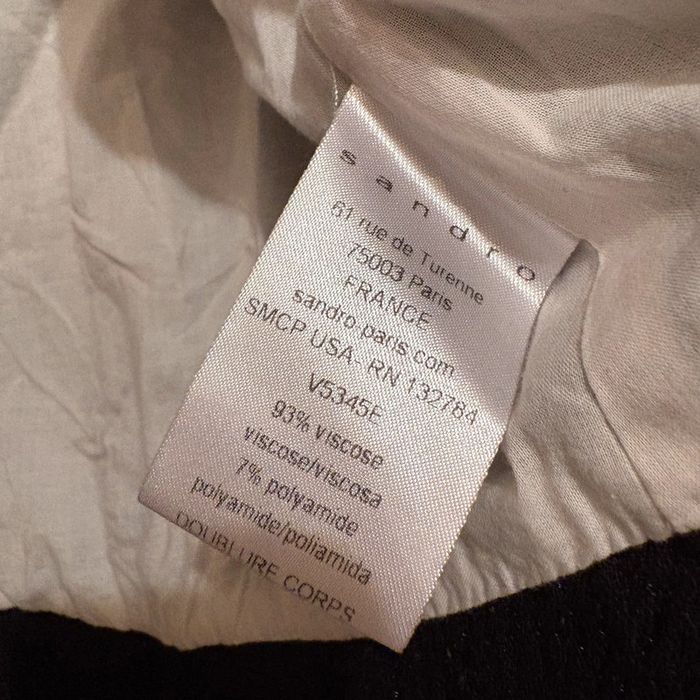 sandro
61 rue de Turenne
75003 Paris
FRANCE
sandro-paris.com
SMCP USA- RN 132784
V5345E
93% viscose
viscose/viscosa
7% polyamide
polyamide/poliamida
DOUBLURE CORPS